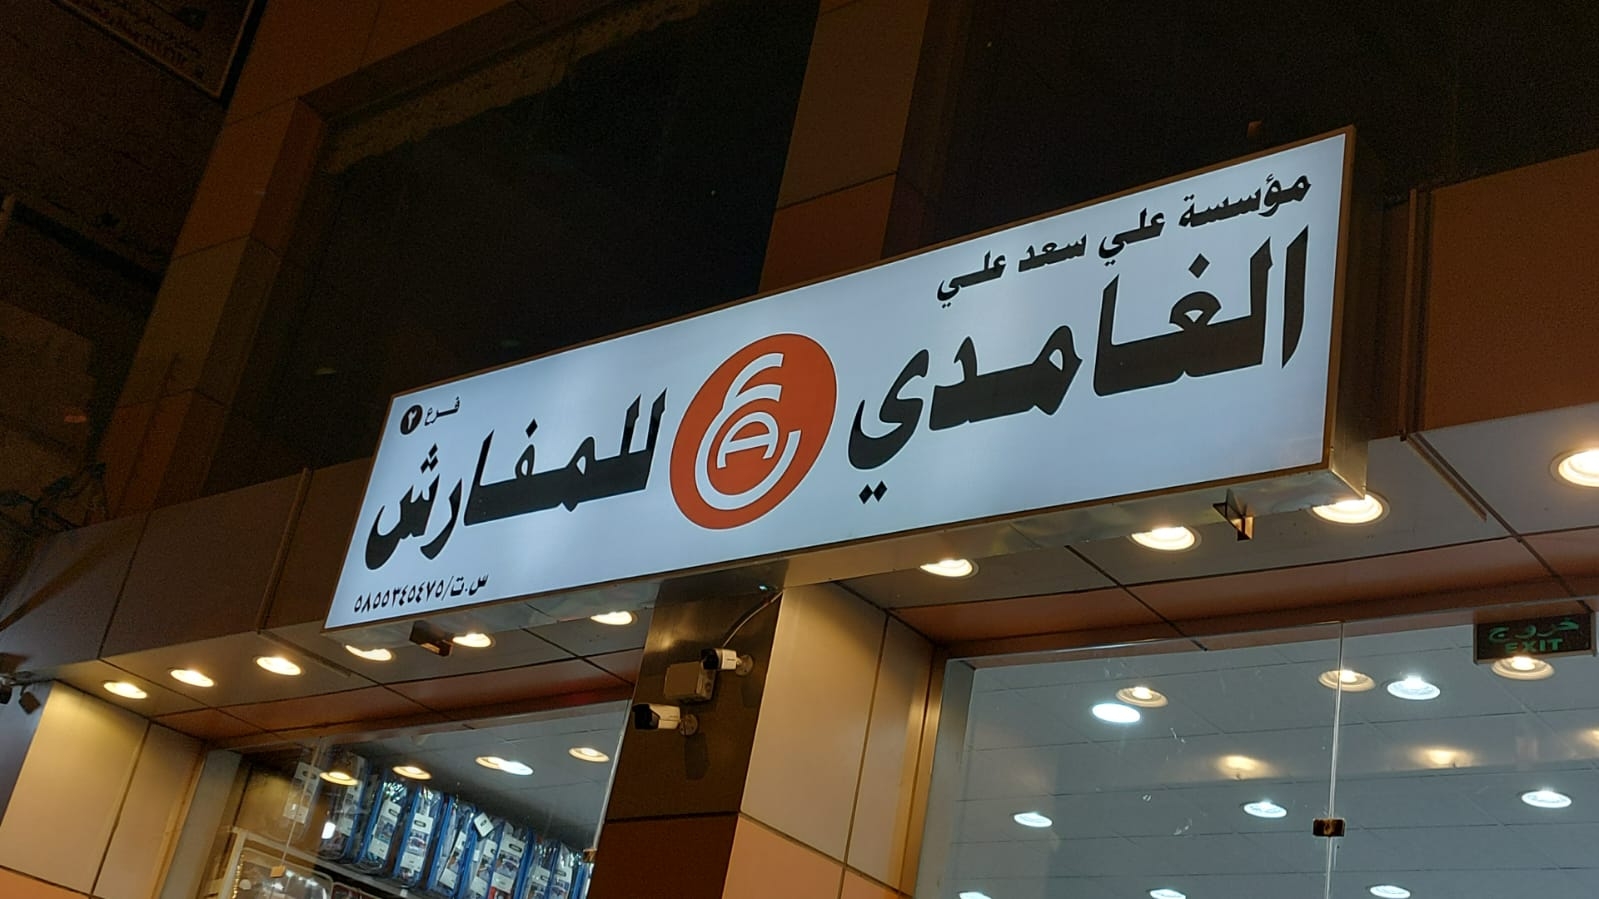 مؤسسة علي سعد علي
الغامدي للمفارش
فرع ٢
س.ت/٥٨٥٥٣٤٥٤٧٥
خروج
EXIT